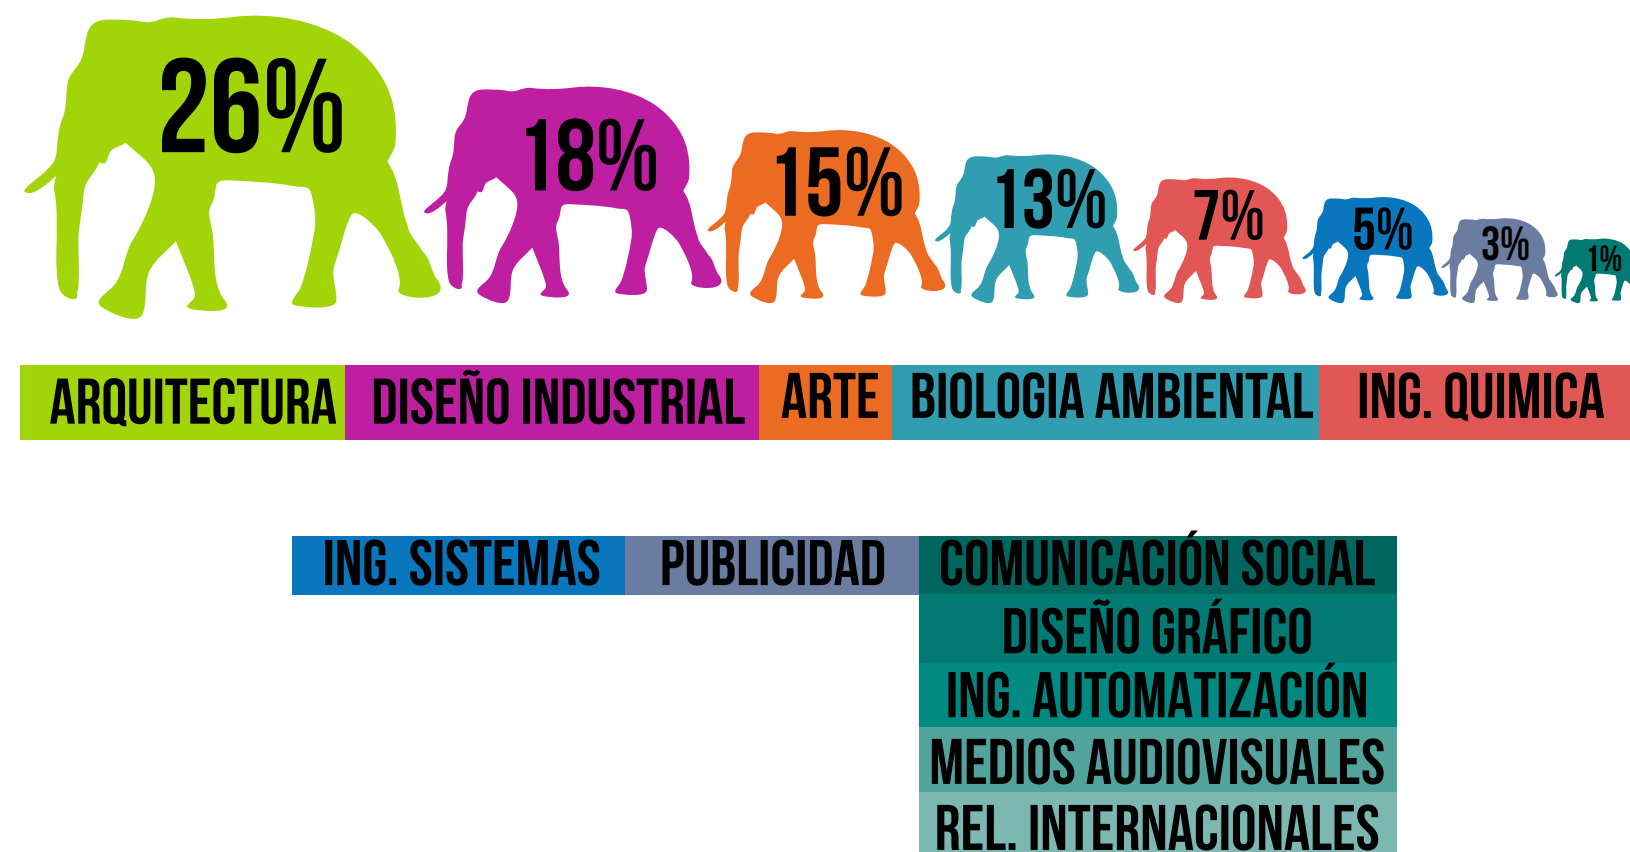 26%
18%
15%
13%
7%
5%
3%
1%
ARQUITECTURA
DISEÑO INDUSTRIAL
ARTE
BIOLOGIA AMBIENTAL
ING. QUIMICA
ING. SISTEMAS
PUBLICIDAD
COMUNICACIÓN SOCIAL
DISEÑO GRÁFICO
ING. AUTOMATIZACIÓN
MEDIOS AUDIOVISUALES
REL. INTERNACIONALES